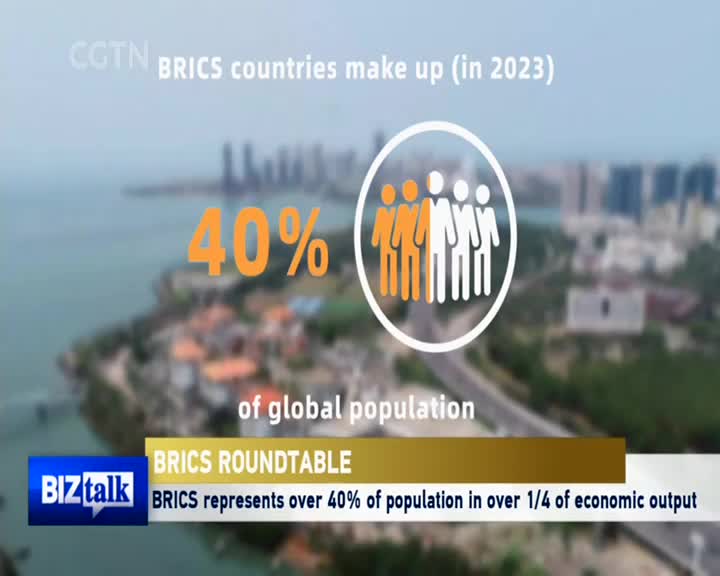 CGTN
BRICS countries make up (in 2023)
40%
of global population
BRICS ROUNDTABLE
BIZtalk
BRICS represents over 40% of population in over 1/4 of economic output